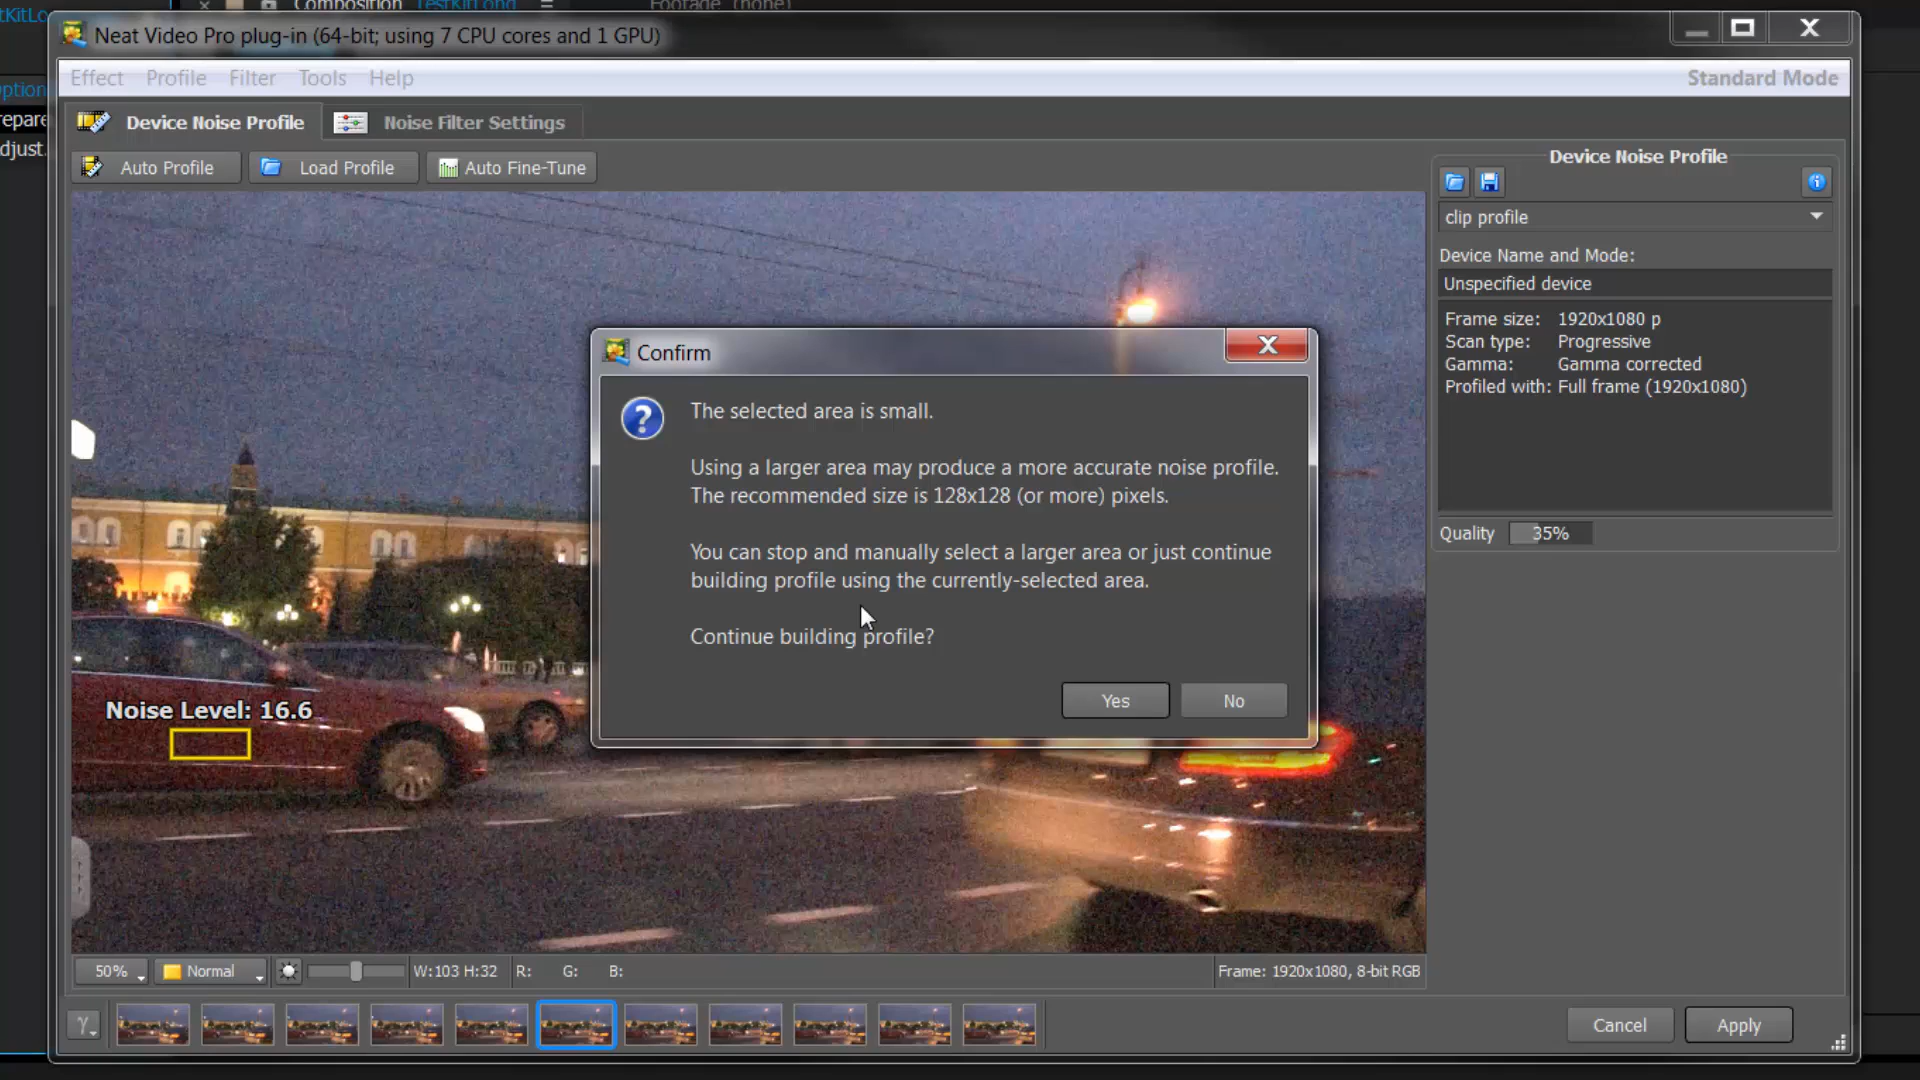 Composition TestKitLong
Footage (none)
Neat Video Pro plug-in (64-bit; using 7 CPU cores and 1 GPU)
Effect Profile Filter Tools Help
Standard Mode
Device Noise Profile
Noise Filter Settings
Auto Profile
Load Profile
Auto Fine-Tune
Device Noise Profile
clip profile
Device Name and Mode:
Unspecified device
Frame size: 1920x1080 p
Scan type: Progressive
Gamma: Gamma corrected
Profiled with: Full frame (1920x1080)
Quality 35%
Confirm
The selected area is small.
Using a larger area may produce a more accurate noise profile.
The recommended size is 128x128 (or more) pixels.
You can stop and manually select a larger area or just continue
building profile using the currently-selected area.
Continue building profile?
Yes
No
Noise Level: 16.6
50%
Normal
W:103 H:32
R: G: B:
Frame: 1920x1080, 8-bit RGB
γ
Cancel
Apply